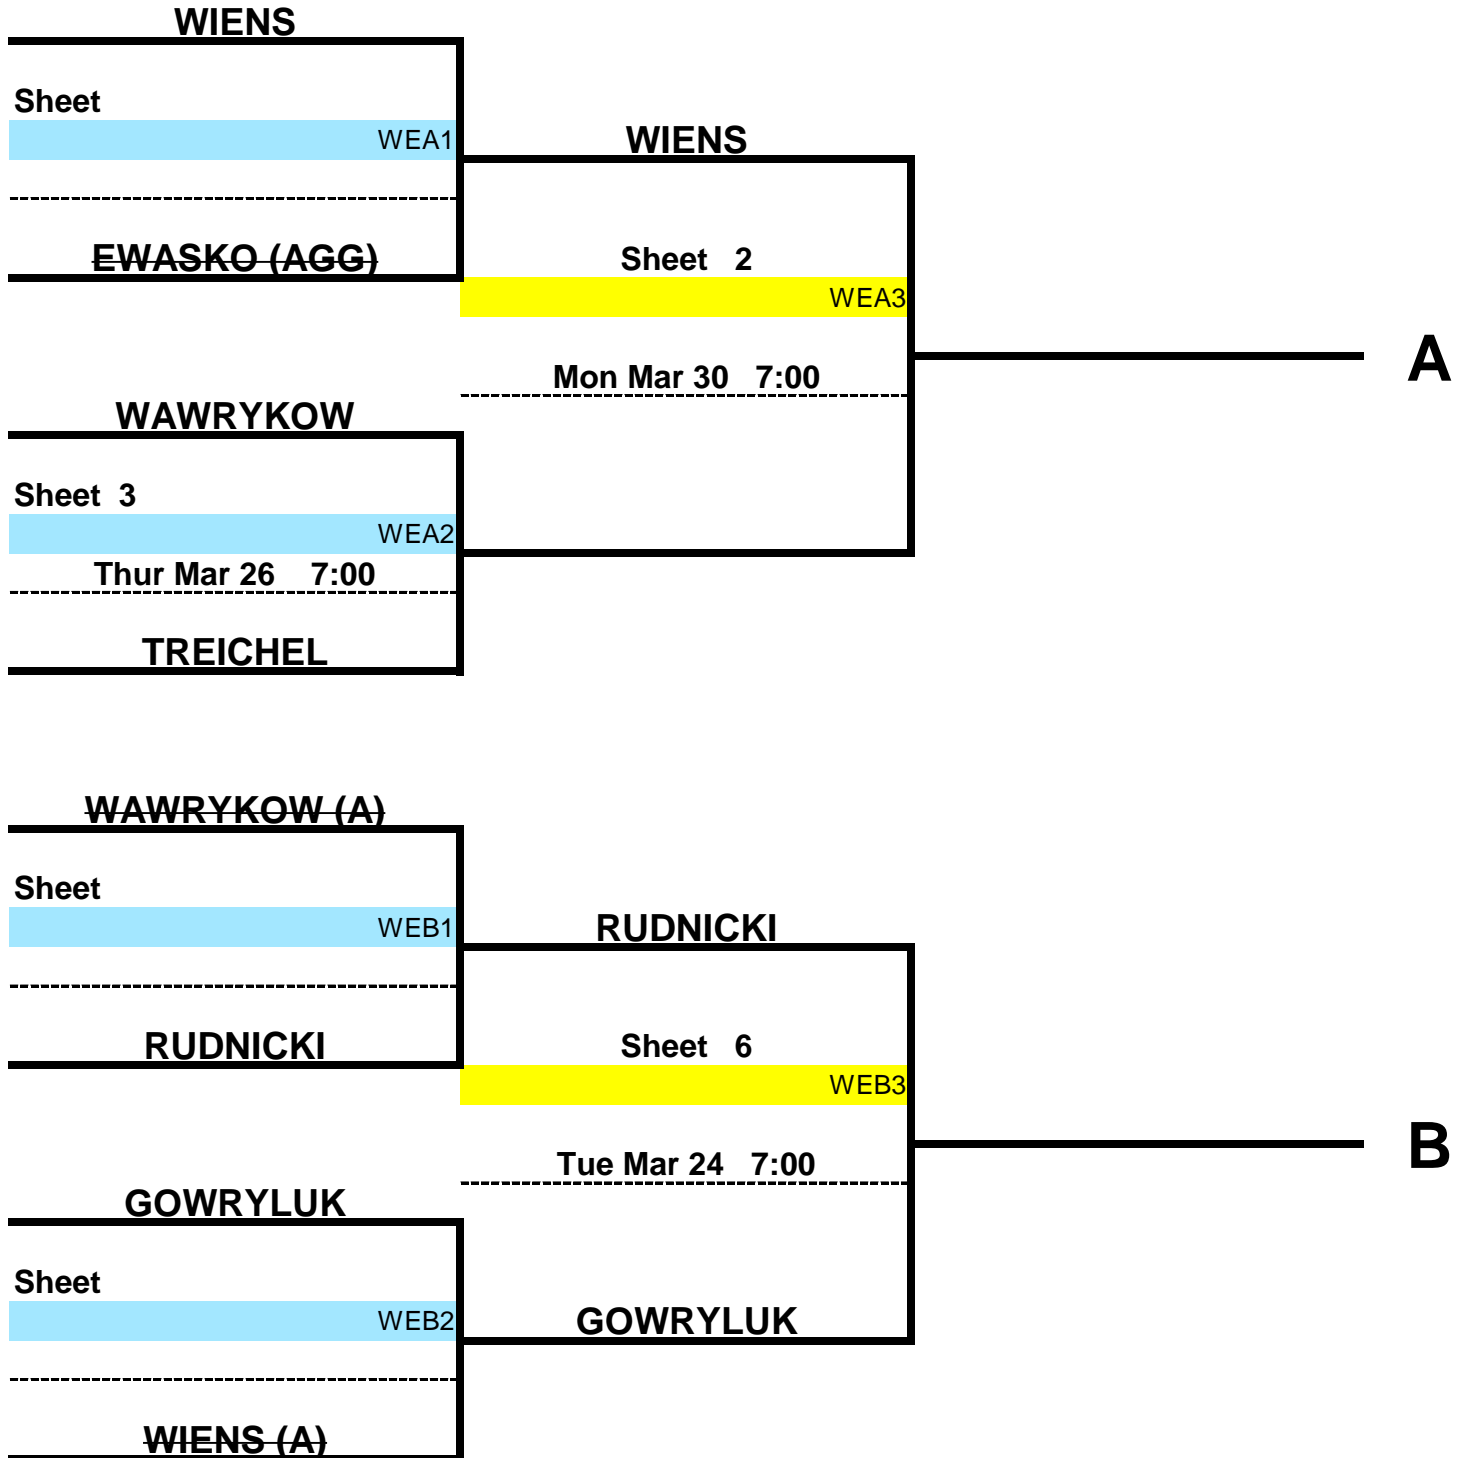 WIENS
Sheet
WEA1
WIENS
EWASKO (AGG)
Sheet 2
WEA3
A
Mon Mar 30 7:00
WAWRYKOW
Sheet 3
WEA2
Thur Mar 26 7:00
TREICHEL
WAWRYKOW (A)
Sheet
WEB1
RUDNICKI
RUDNICKI
Sheet 6
WEB3
B
Tue Mar 24 7:00
GOWRYLUK
Sheet
WEB2
GOWRYLUK
WIENS (A)